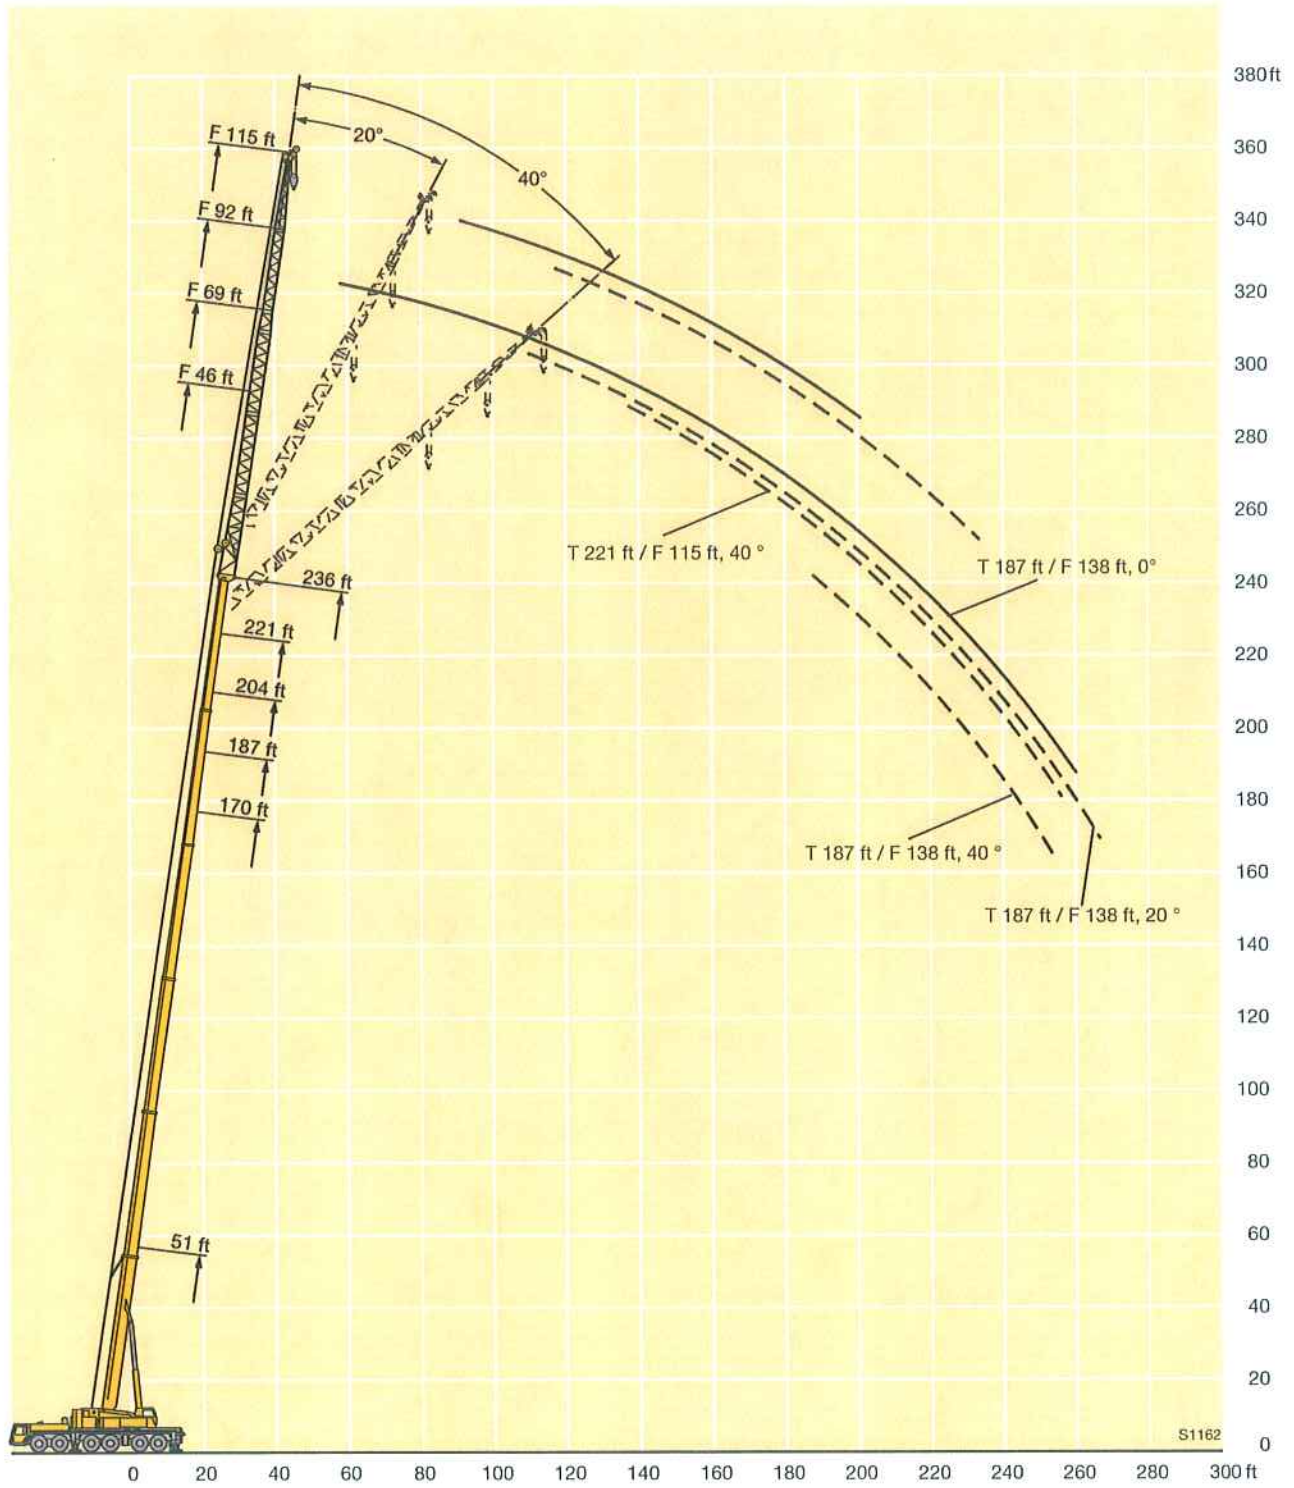 380 ft
F 115 ft
20°
360
40°
F 92 ft
340
F 69 ft
320
F 46 ft
300
280
260
T 221 ft / F 115 ft, 40 °
T 187 ft / F 138 ft, 0°
236 ft
240
221 ft
220
204 ft
200
187 ft
180
170 ft
T 187 ft / F 138 ft, 40 °
160
T 187 ft / F 138 ft, 20 °
140
120
100
80
51 ft
60
40
20
S1162
0
0 20 40 60 80 100 120 140 160 180 200 220 240 260 280 300 ft